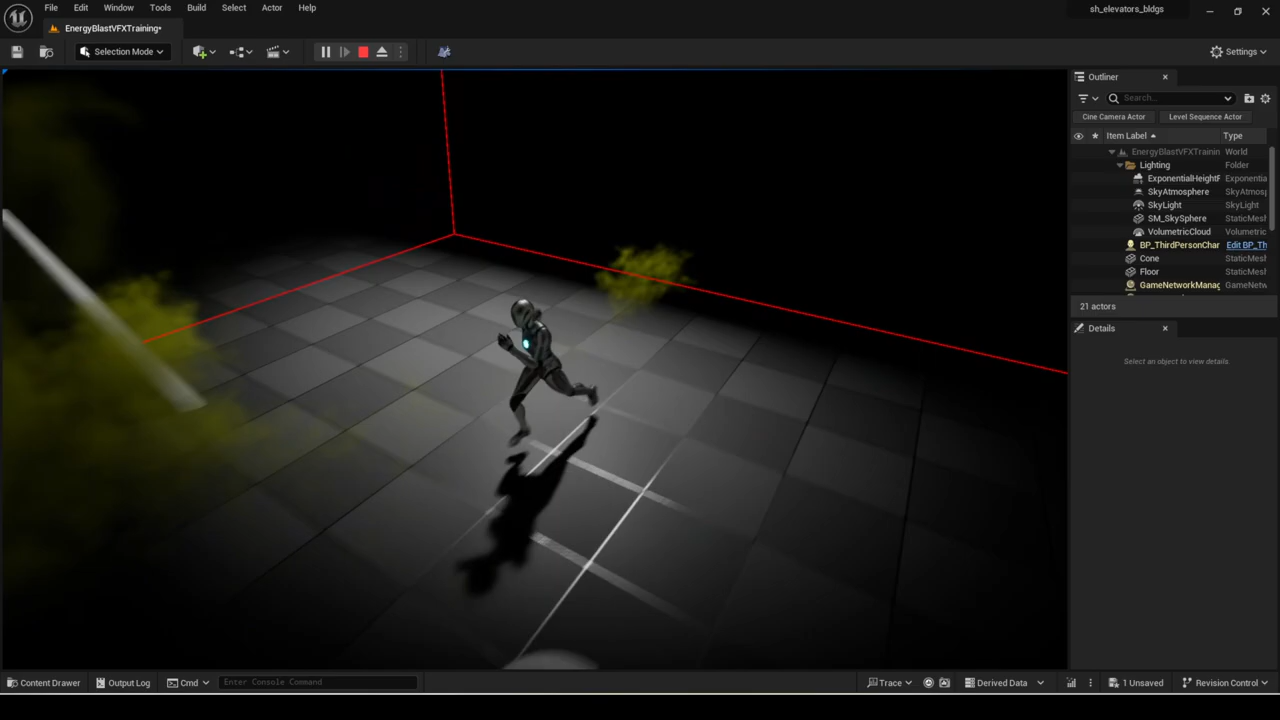 File Edit Window Tools Build Select Actor Help
sh_elevators_bldgs
EnergyBlastVFXTraining*
Selection Mode
Settings
Outliner
Search...
Cine Camera Actor Level Sequence Actor
Item Label Type
EnergyBlastVFXTrainin World
Lighting Folder
ExponentialHeightF Exponentia
SkyAtmosphere SkyAtmosp
SkyLight SkyLight
SM_SkySphere StaticMesh
VolumetricCloud Volumetric
BP_ThirdPersonChar Edit BP_Th
Cone StaticMesh
Floor StaticMesh
GameNetworkManag GameNetw
21 actors
Details
Select an object to view details.
Content Drawer Output Log Cmd Enter Console Command Trace Derived Data 1 Unsaved Revision Control